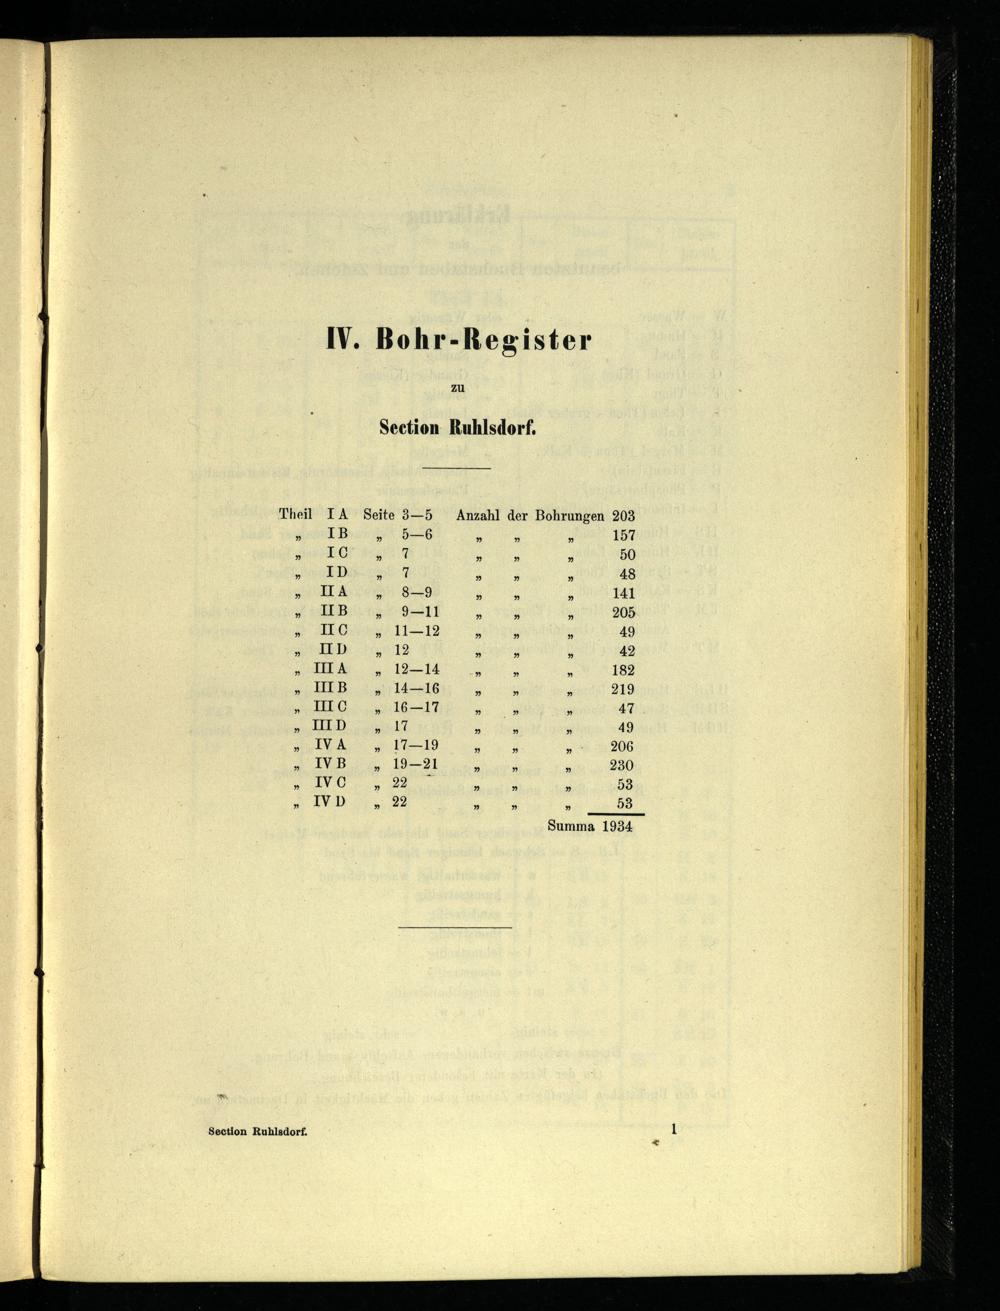 IV. Bohr-Register
zu
Section Ruhlsdorf.
Theil I A Seite 3—5 Anzahl der Bohrungen 203
„ I B „ 5—6 „ „ „ 157
„ I C „ 7 „ „ „ 50
„ I D „ 7 „ „ „ 48
„ II A „ 8—9 „ „ „ 141
„ II B „ 9—11 „ „ „ 205
„ II C „ 11—12 „ „ „ 49
„ II D „ 12 „ „ „ 42
„ III A „ 12—14 „ „ „ 182
„ III B „ 14—16 „ „ „ 219
„ III C „ 16—17 „ „ „ 47
„ III D „ 17 „ „ „ 49
„ IV A „ 17—19 „ „ „ 206
„ IV B „ 19—21 „ „ „ 230
„ IV C „ 22 „ „ „ 53
„ IV D „ 22 „ „ „ 53
Summa 1934
Section Ruhlsdorf. 1